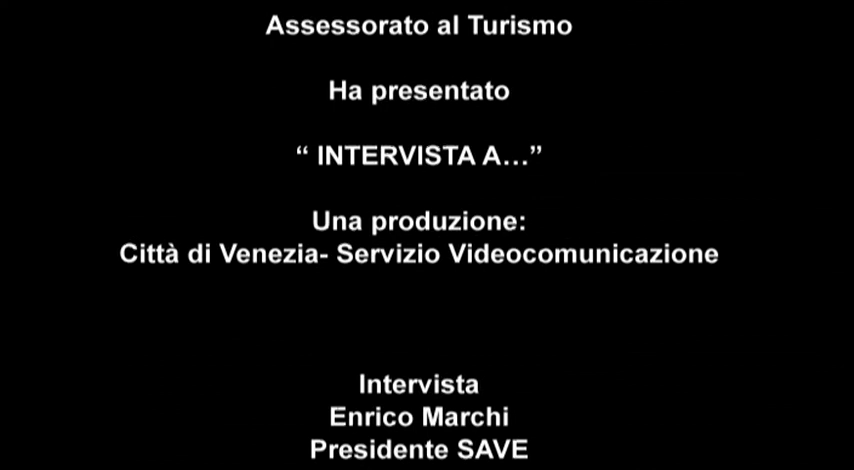 Assessorato al Turismo
Ha presentato
“ INTERVISTA A...”
Una produzione:
Città di Venezia- Servizio Videocomunicazione
Intervista
Enrico Marchi
Presidente SAVE